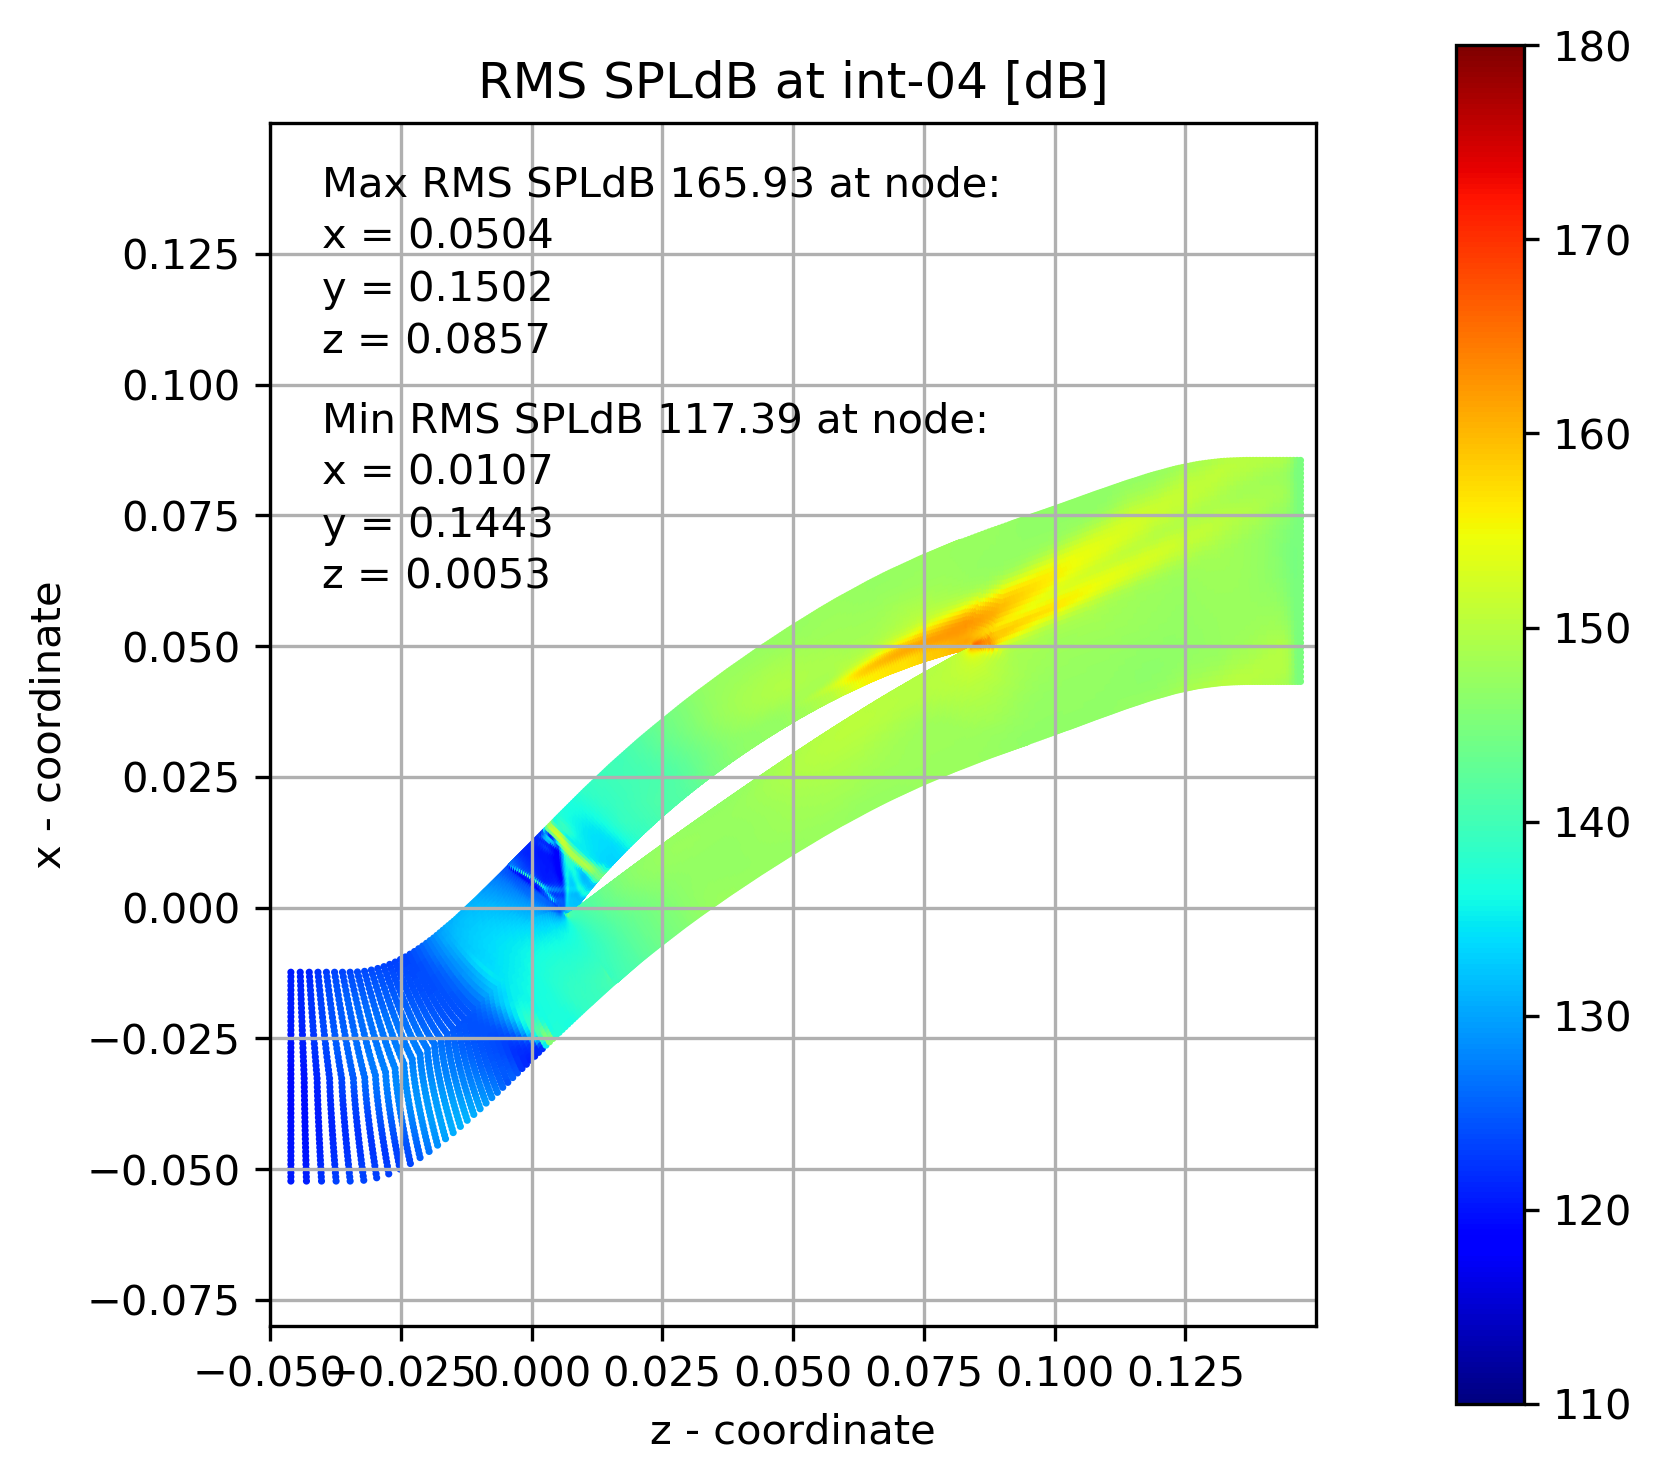 RMS SPLdB at int-04 [dB]
Max RMS SPLdB 165.93 at node:
x = 0.0504
y = 0.1502
z = 0.0857
Min RMS SPLdB 117.39 at node:
x = 0.0107
y = 0.1443
z = 0.0053
x - coordinate
0.125
0.100
0.075
0.050
0.025
0.000
−0.025
−0.050
−0.075
−0.050 −0.025 0.000 0.025 0.050 0.075 0.100 0.125
z - coordinate
180
170
160
150
140
130
120
110